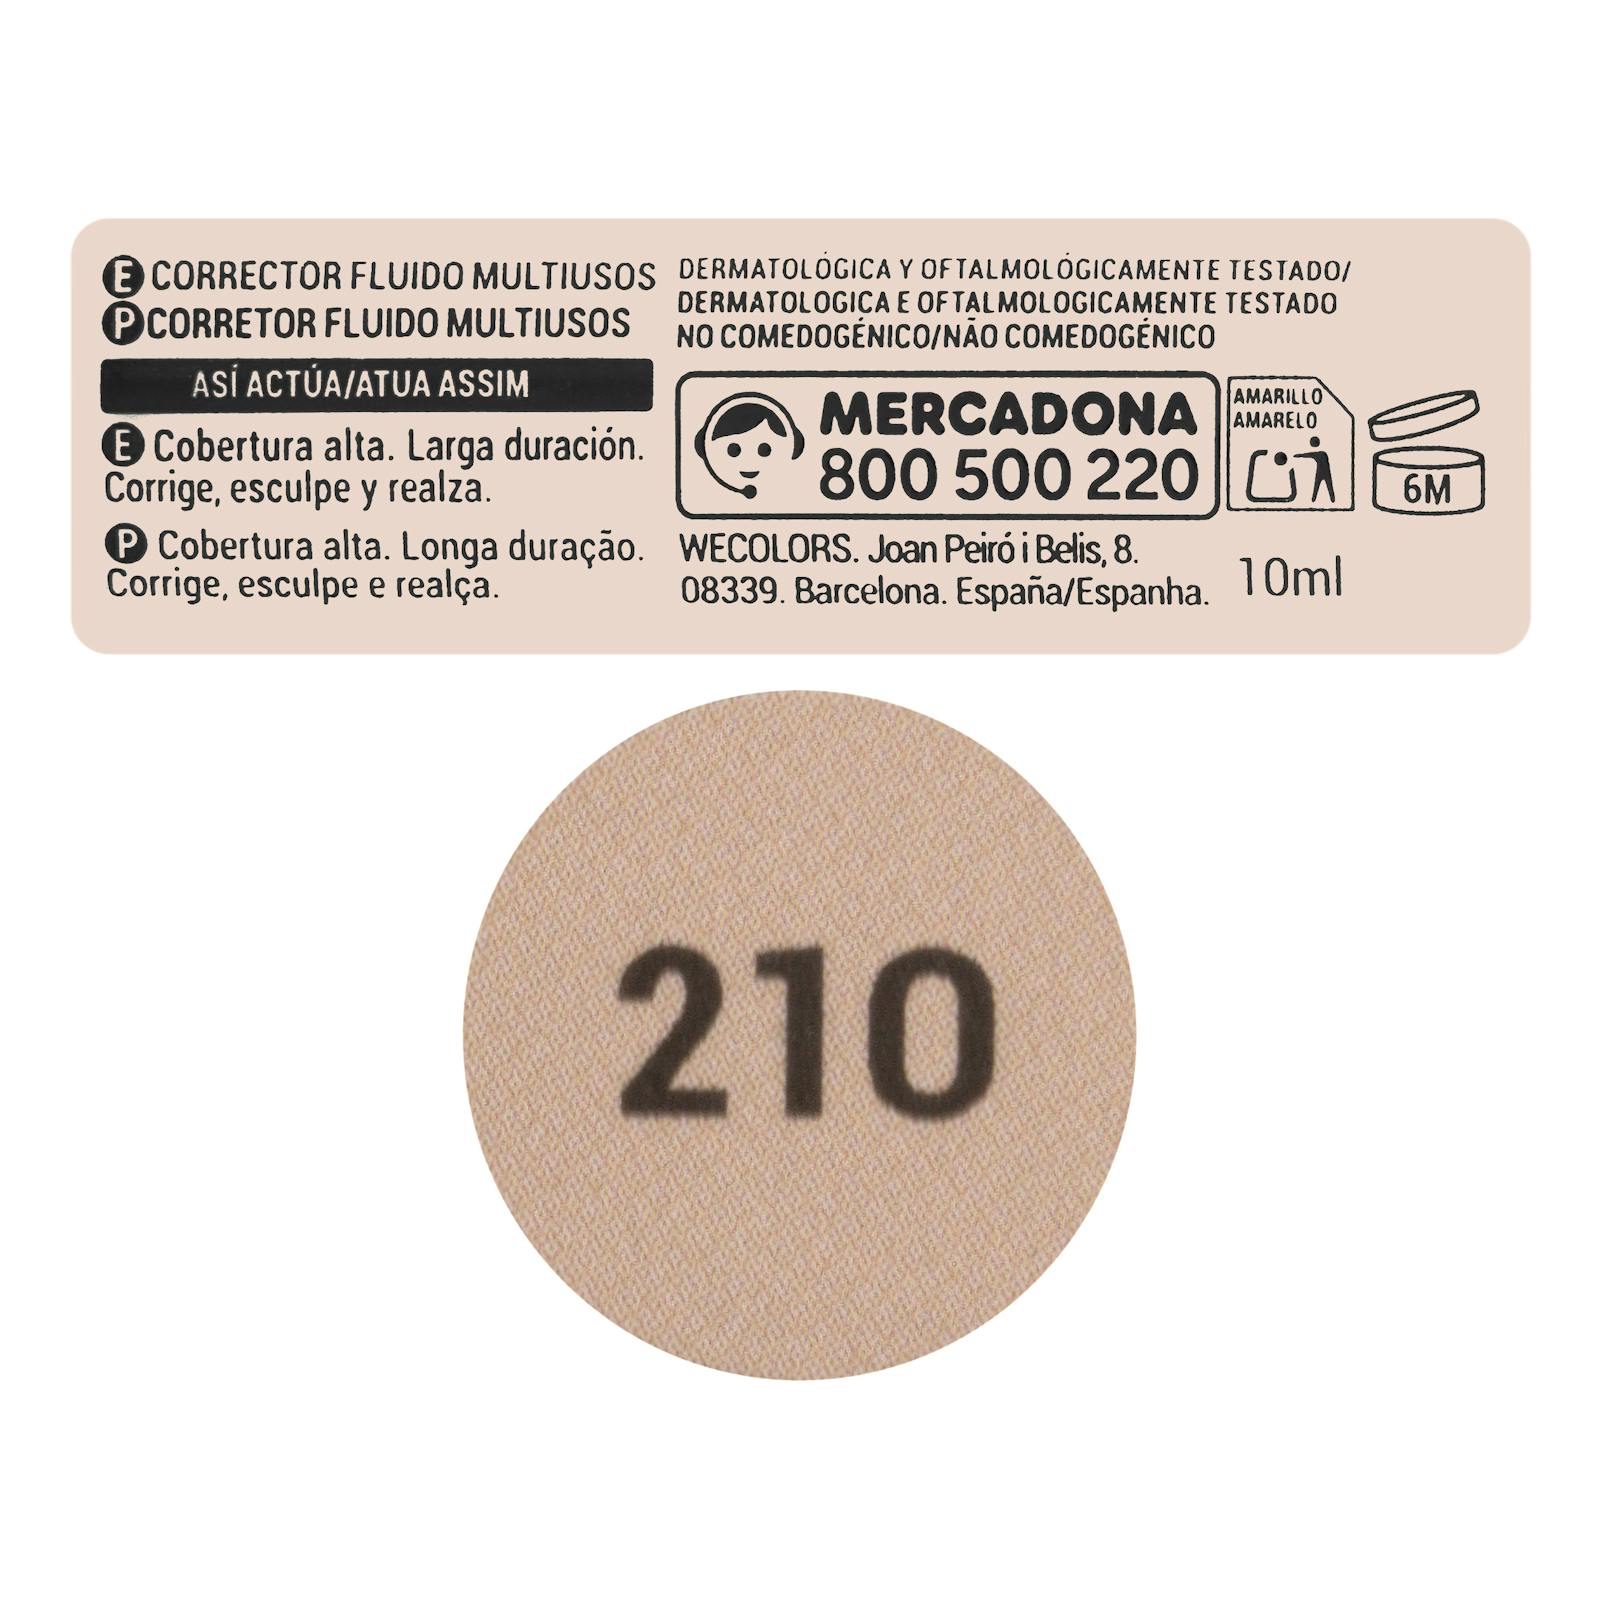 E CORRECTOR FLUIDO MULTIUSOS
P CORRETOR FLUIDO MULTIUSOS
ASÍ ACTÚA/ATUA ASSIM
E Cobertura alta. Larga duración.
Corrige, esculpe y realza.
P Cobertura alta. Longa duração.
Corrige, esculpe e realça.
DERMATOLÓGICA Y OFTALMOLÓGICAMENTE TESTADO/
DERMATOLOGICA E OFTALMOLOGICAMENTE TESTADO
NO COMEDOGÉNICO/NÃO COMEDOGÉNICO
MERCADONA
800 500 220
AMARILLO
AMARELO
6M
WECOLORS. Joan Peiró i Belis, 8.
08339. Barcelona. España/Espanha.
10ml
210